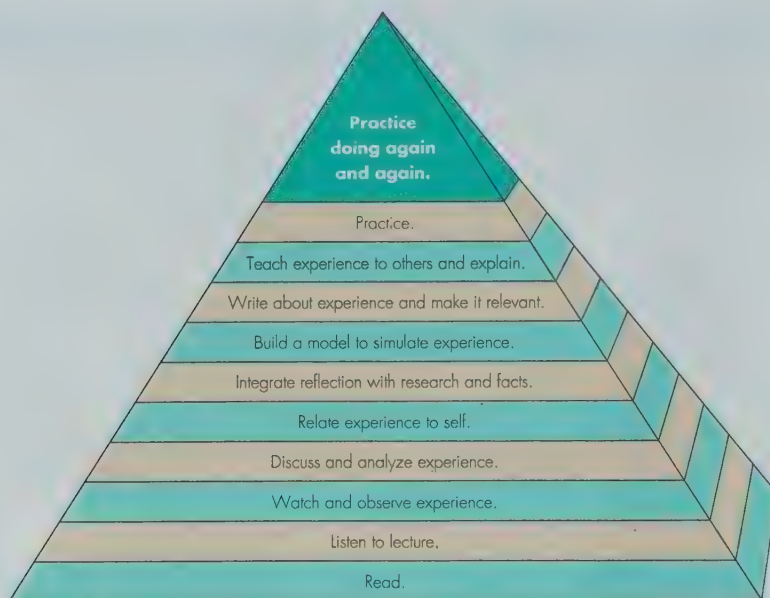 Practice
doing again
and again.
Practice.
Teach experience to others and explain.
Write about experience and make it relevant.
Build a model to simulate experience.
Integrate reflection with research and facts.
Relate experience to self.
Discuss and analyze experience.
Watch and observe experience.
Listen to lecture.
Read.